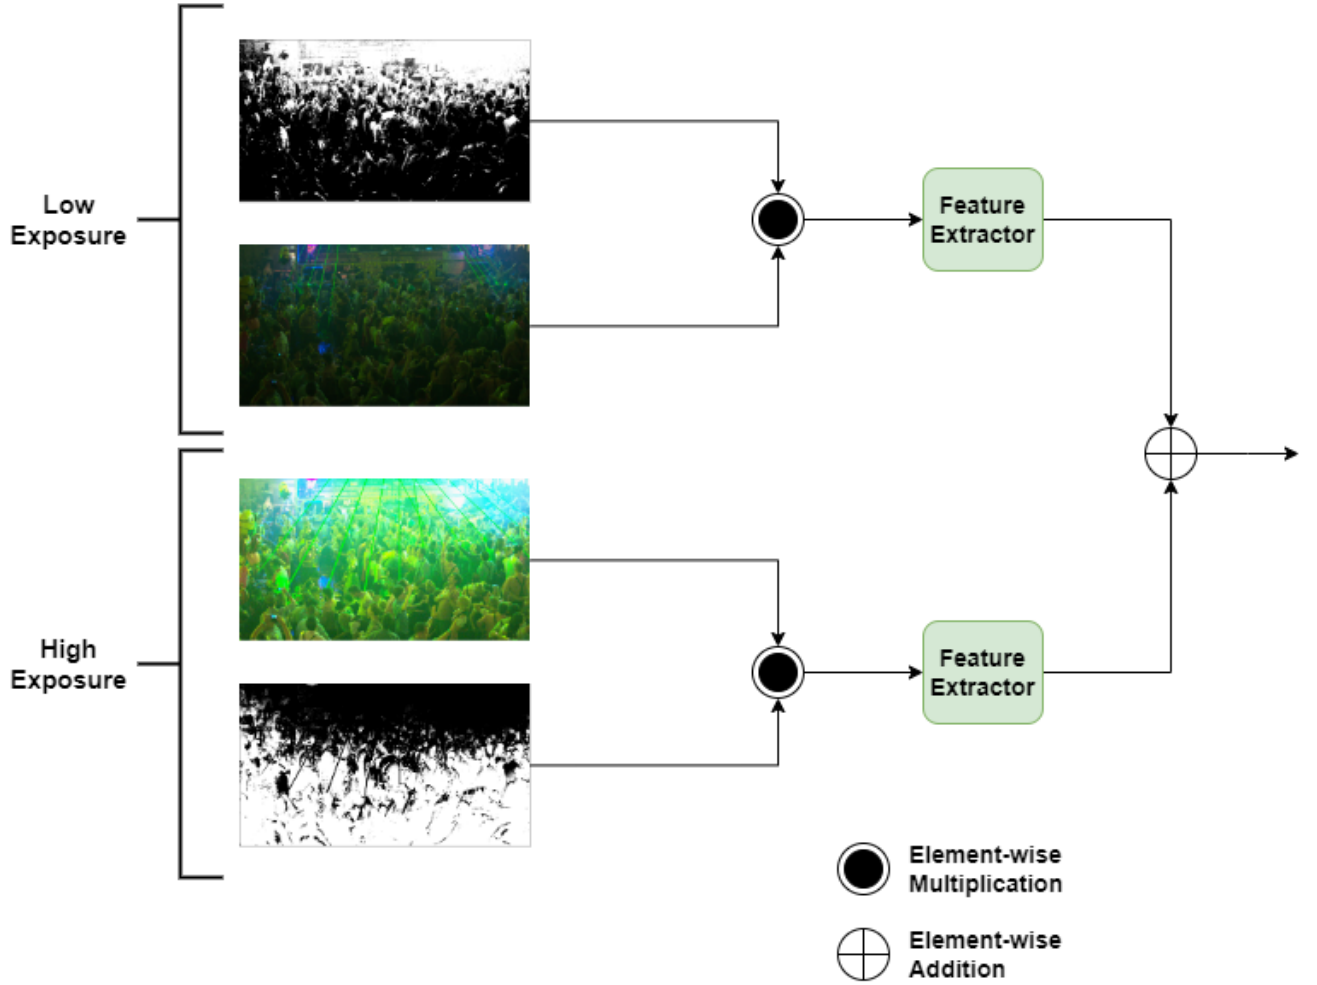 Low
Exposure
Feature
Extractor
High
Exposure
Feature
Extractor
Element-wise
Multiplication
Element-wise
Addition